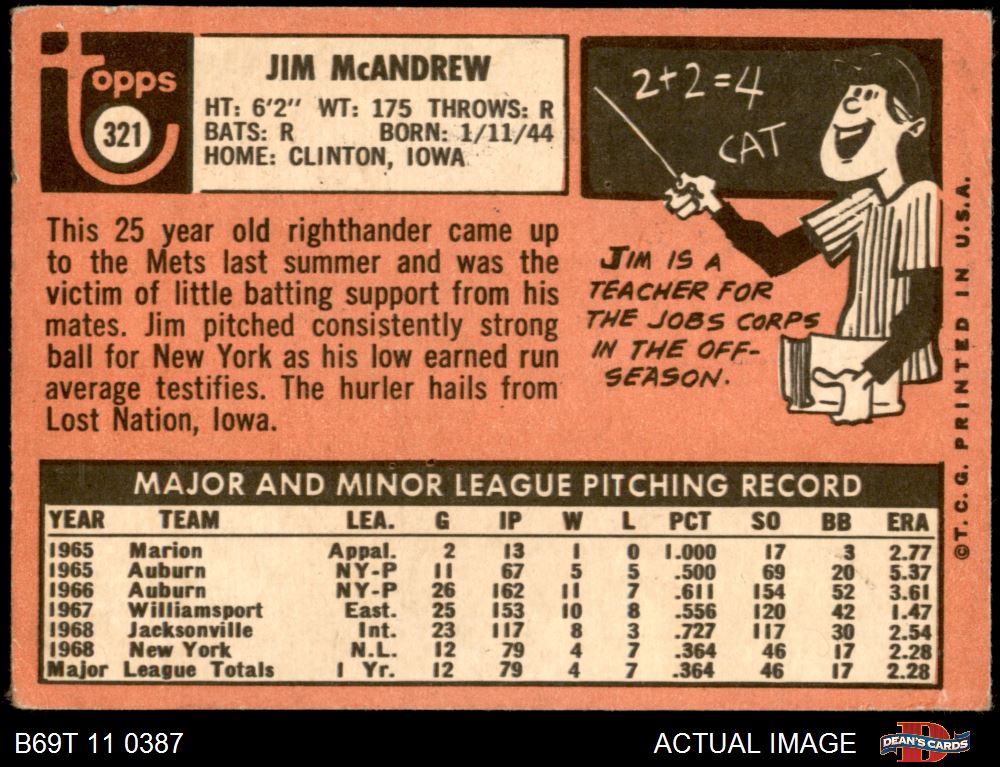 Topps
321
JIM McANDREW
HT: 6'2" WT: 175 THROWS: R
BATS: R BORN: 1/11/44
HOME: CLINTON, IOWA
2+2=4
CAT
This 25 year old righthander came up
to the Mets last summer and was the
victim of little batting support from his
mates. Jim pitched consistently strong
ball for New York as his low earned run
average testifies. The hurler hails from
Lost Nation, Iowa.
JIM IS A
TEACHER FOR
THE JOBS CORPS
IN THE OFF-
SEASON.
©T.C.G. PRINTED IN U.S.A.
MAJOR AND MINOR LEAGUE PITCHING RECORD
YEAR TEAM LEA. G IP W L PCT SO BB ERA
1965 Marion Appal. 2 13 1 0 1.000 17 3 2.77
1965 Auburn NY-P 11 67 5 5 .500 69 20 5.37
1966 Auburn NY-P 26 162 11 7 .611 154 52 3.61
1967 Williamsport East. 25 153 10 8 .556 120 42 1.47
1968 Jacksonville Int. 23 117 8 3 .727 117 30 2.54
1968 New York N.L. 12 79 4 7 .364 46 17 2.28
Major League Totals 1 Yr. 12 79 4 7 .364 46 17 2.28
B69T 11 0387
ACTUAL IMAGE
DEAN'S CARDS